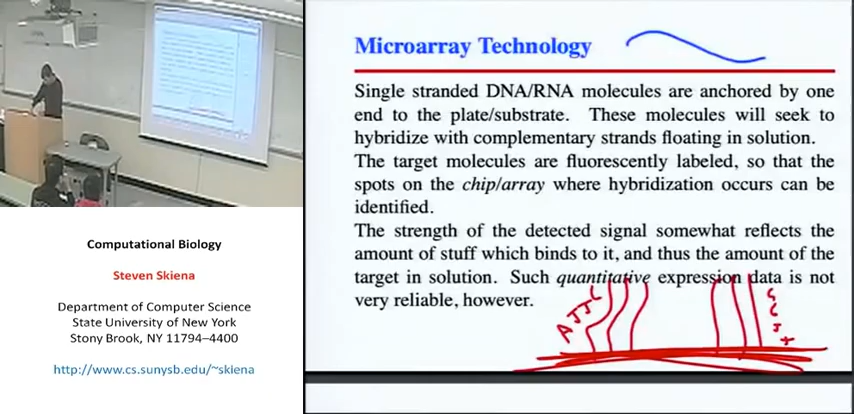 Computational Biology
Steven Skiena
Department of Computer Science
State University of New York
Stony Brook, NY 11794–4400
http://www.cs.sunysb.edu/~skiena
Microarray Technology
Single stranded DNA/RNA molecules are anchored by one
end to the plate/substrate. These molecules will seek to
hybridize with complementary strands floating in solution.
The target molecules are fluorescently labeled, so that the
spots on the chip/array where hybridization occurs can be
identified.
The strength of the detected signal somewhat reflects the
amount of stuff which binds to it, and thus the amount of the
target in solution. Such quantitative expression data is not
very reliable, however.